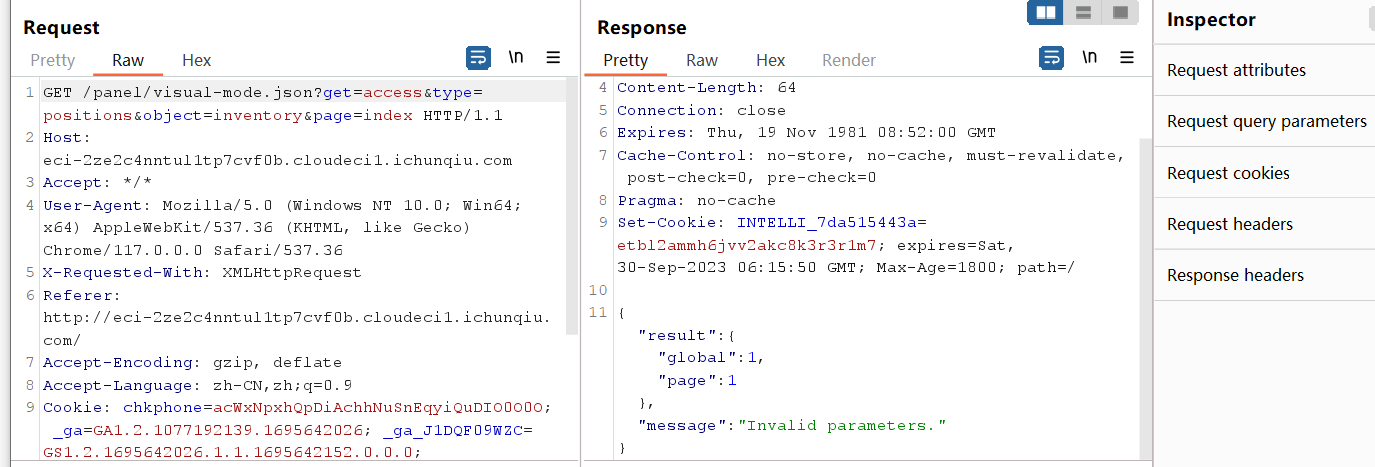 Request
Pretty Raw Hex \n
1 GET /panel/visual-mode.json?get=access&type=
positions&object=inventory&page=index HTTP/1.1
2 Host:
eci-2ze2c4nntul1tp7cvf0b.cloudeci1.ichunqiu.com
3 Accept: */*
4 User-Agent: Mozilla/5.0 (Windows NT 10.0; Win64;
x64) AppleWebKit/537.36 (KHTML, like Gecko)
Chrome/117.0.0.0 Safari/537.36
5 X-Requested-With: XMLHttpRequest
6 Referer:
http://eci-2ze2c4nntul1tp7cvf0b.cloudeci1.ichunqiu.
com/
7 Accept-Encoding: gzip, deflate
8 Accept-Language: zh-CN,zh;q=0.9
9 Cookie: chkphone=acWxNpxhQpDiAchhNuSnEqyiQuDIO0O0O;
_ga=GA1.2.1077192139.1695642026; _ga_J1DQF09WZC=
GS1.2.1695642026.1.1.1695642152.0.0.0;
Response
Pretty Raw Hex Render \n
4 Content-Length: 64
5 Connection: close
6 Expires: Thu, 19 Nov 1981 08:52:00 GMT
7 Cache-Control: no-store, no-cache, must-revalidate,
post-check=0, pre-check=0
8 Pragma: no-cache
9 Set-Cookie: INTELLI_7da515443a=
etbl2ammh6jvv2akc8k3r3r1m7; expires=Sat,
30-Sep-2023 06:15:50 GMT; Max-Age=1800; path=/
10
11 {
"result":{
"global":1,
"page":1
},
"message":"Invalid parameters."
}
Inspector
Request attributes
Request query parameters
Request cookies
Request headers
Response headers